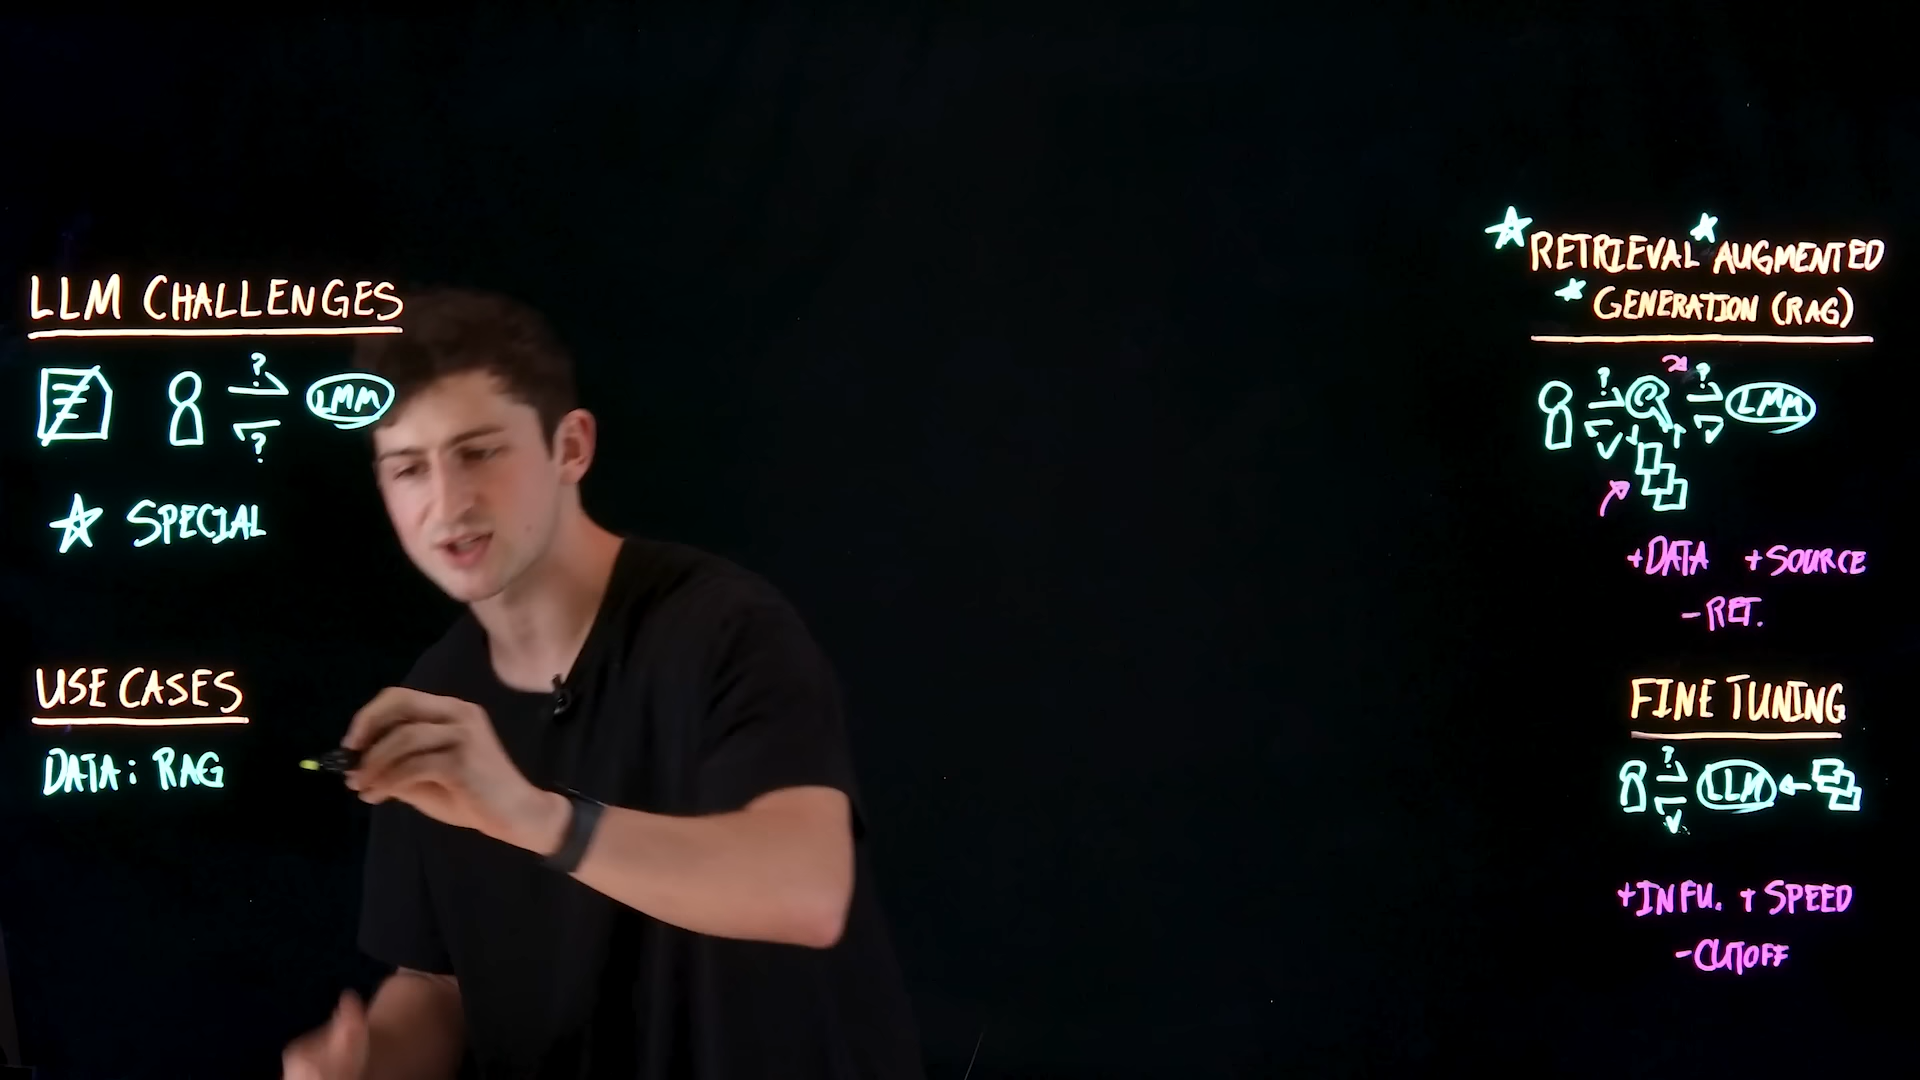 LLM CHALLENGES
?
LMM
?
SPECIAL
USE CASES
DATA: RAG
RETRIEVAL AUGMENTED
GENERATION (RAG)
? ?
LMM
+DATA +SOURCE
-RET.
FINE TUNING
?
LLM
+INFU. + SPEED
-CUTOFF